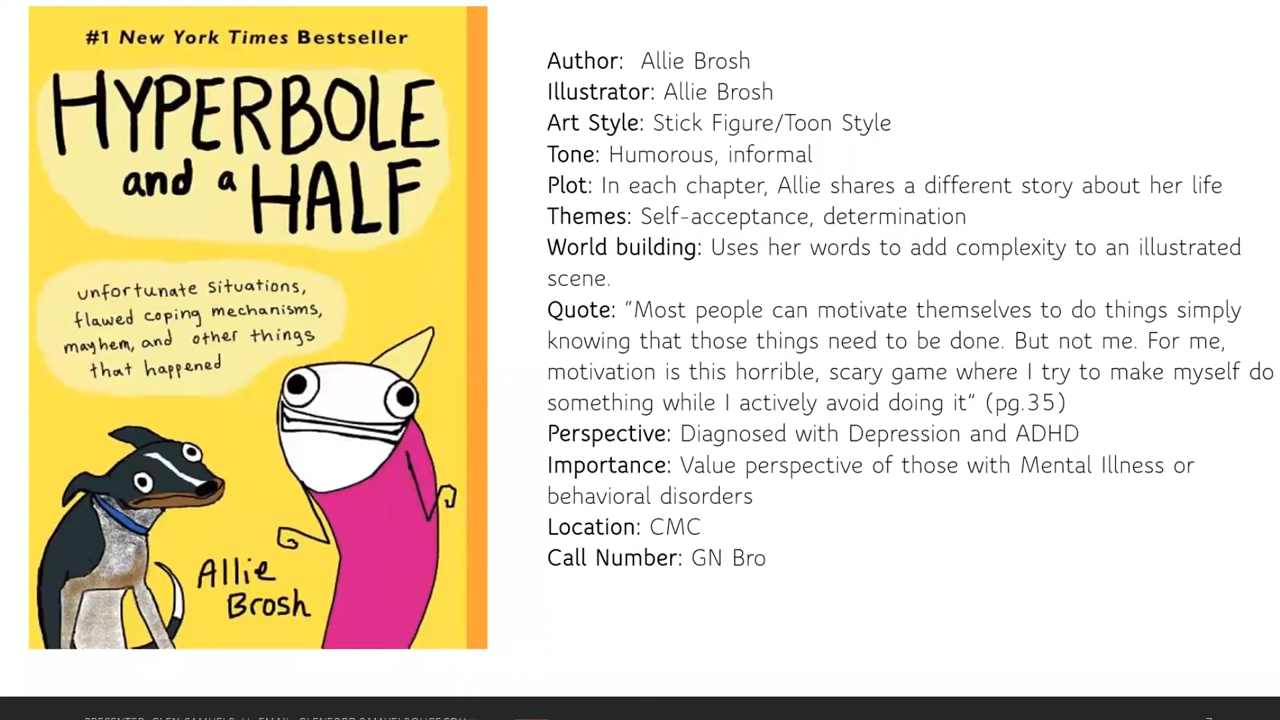 #1 New York Times Bestseller
HYPERBOLE
and a HALF
unfortunate situations,
flawed coping mechanisms,
mayhem, and other things
that happened
Allie
Brosh
Author: Allie Brosh
Illustrator: Allie Brosh
Art Style: Stick Figure/Toon Style
Tone: Humorous, informal
Plot: In each chapter, Allie shares a different story about her life
Themes: Self-acceptance, determination
World building: Uses her words to add complexity to an illustrated
scene.
Quote: “Most people can motivate themselves to do things simply
knowing that those things need to be done. But not me. For me,
motivation is this horrible, scary game where I try to make myself do
something while I actively avoid doing it” (pg.35)
Perspective: Diagnosed with Depression and ADHD
Importance: Value perspective of those with Mental Illness or
behavioral disorders
Location: CMC
Call Number: GN Bro